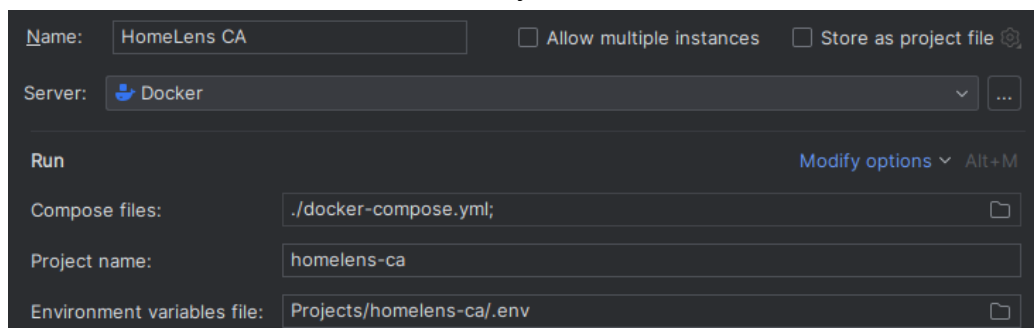 Name: HomeLens CA Allow multiple instances Store as project file
Server: Docker ...
Run Modify options Alt+M
Compose files: ./docker-compose.yml;
Project name: homelens-ca
Environment variables file: Projects/homelens-ca/.env